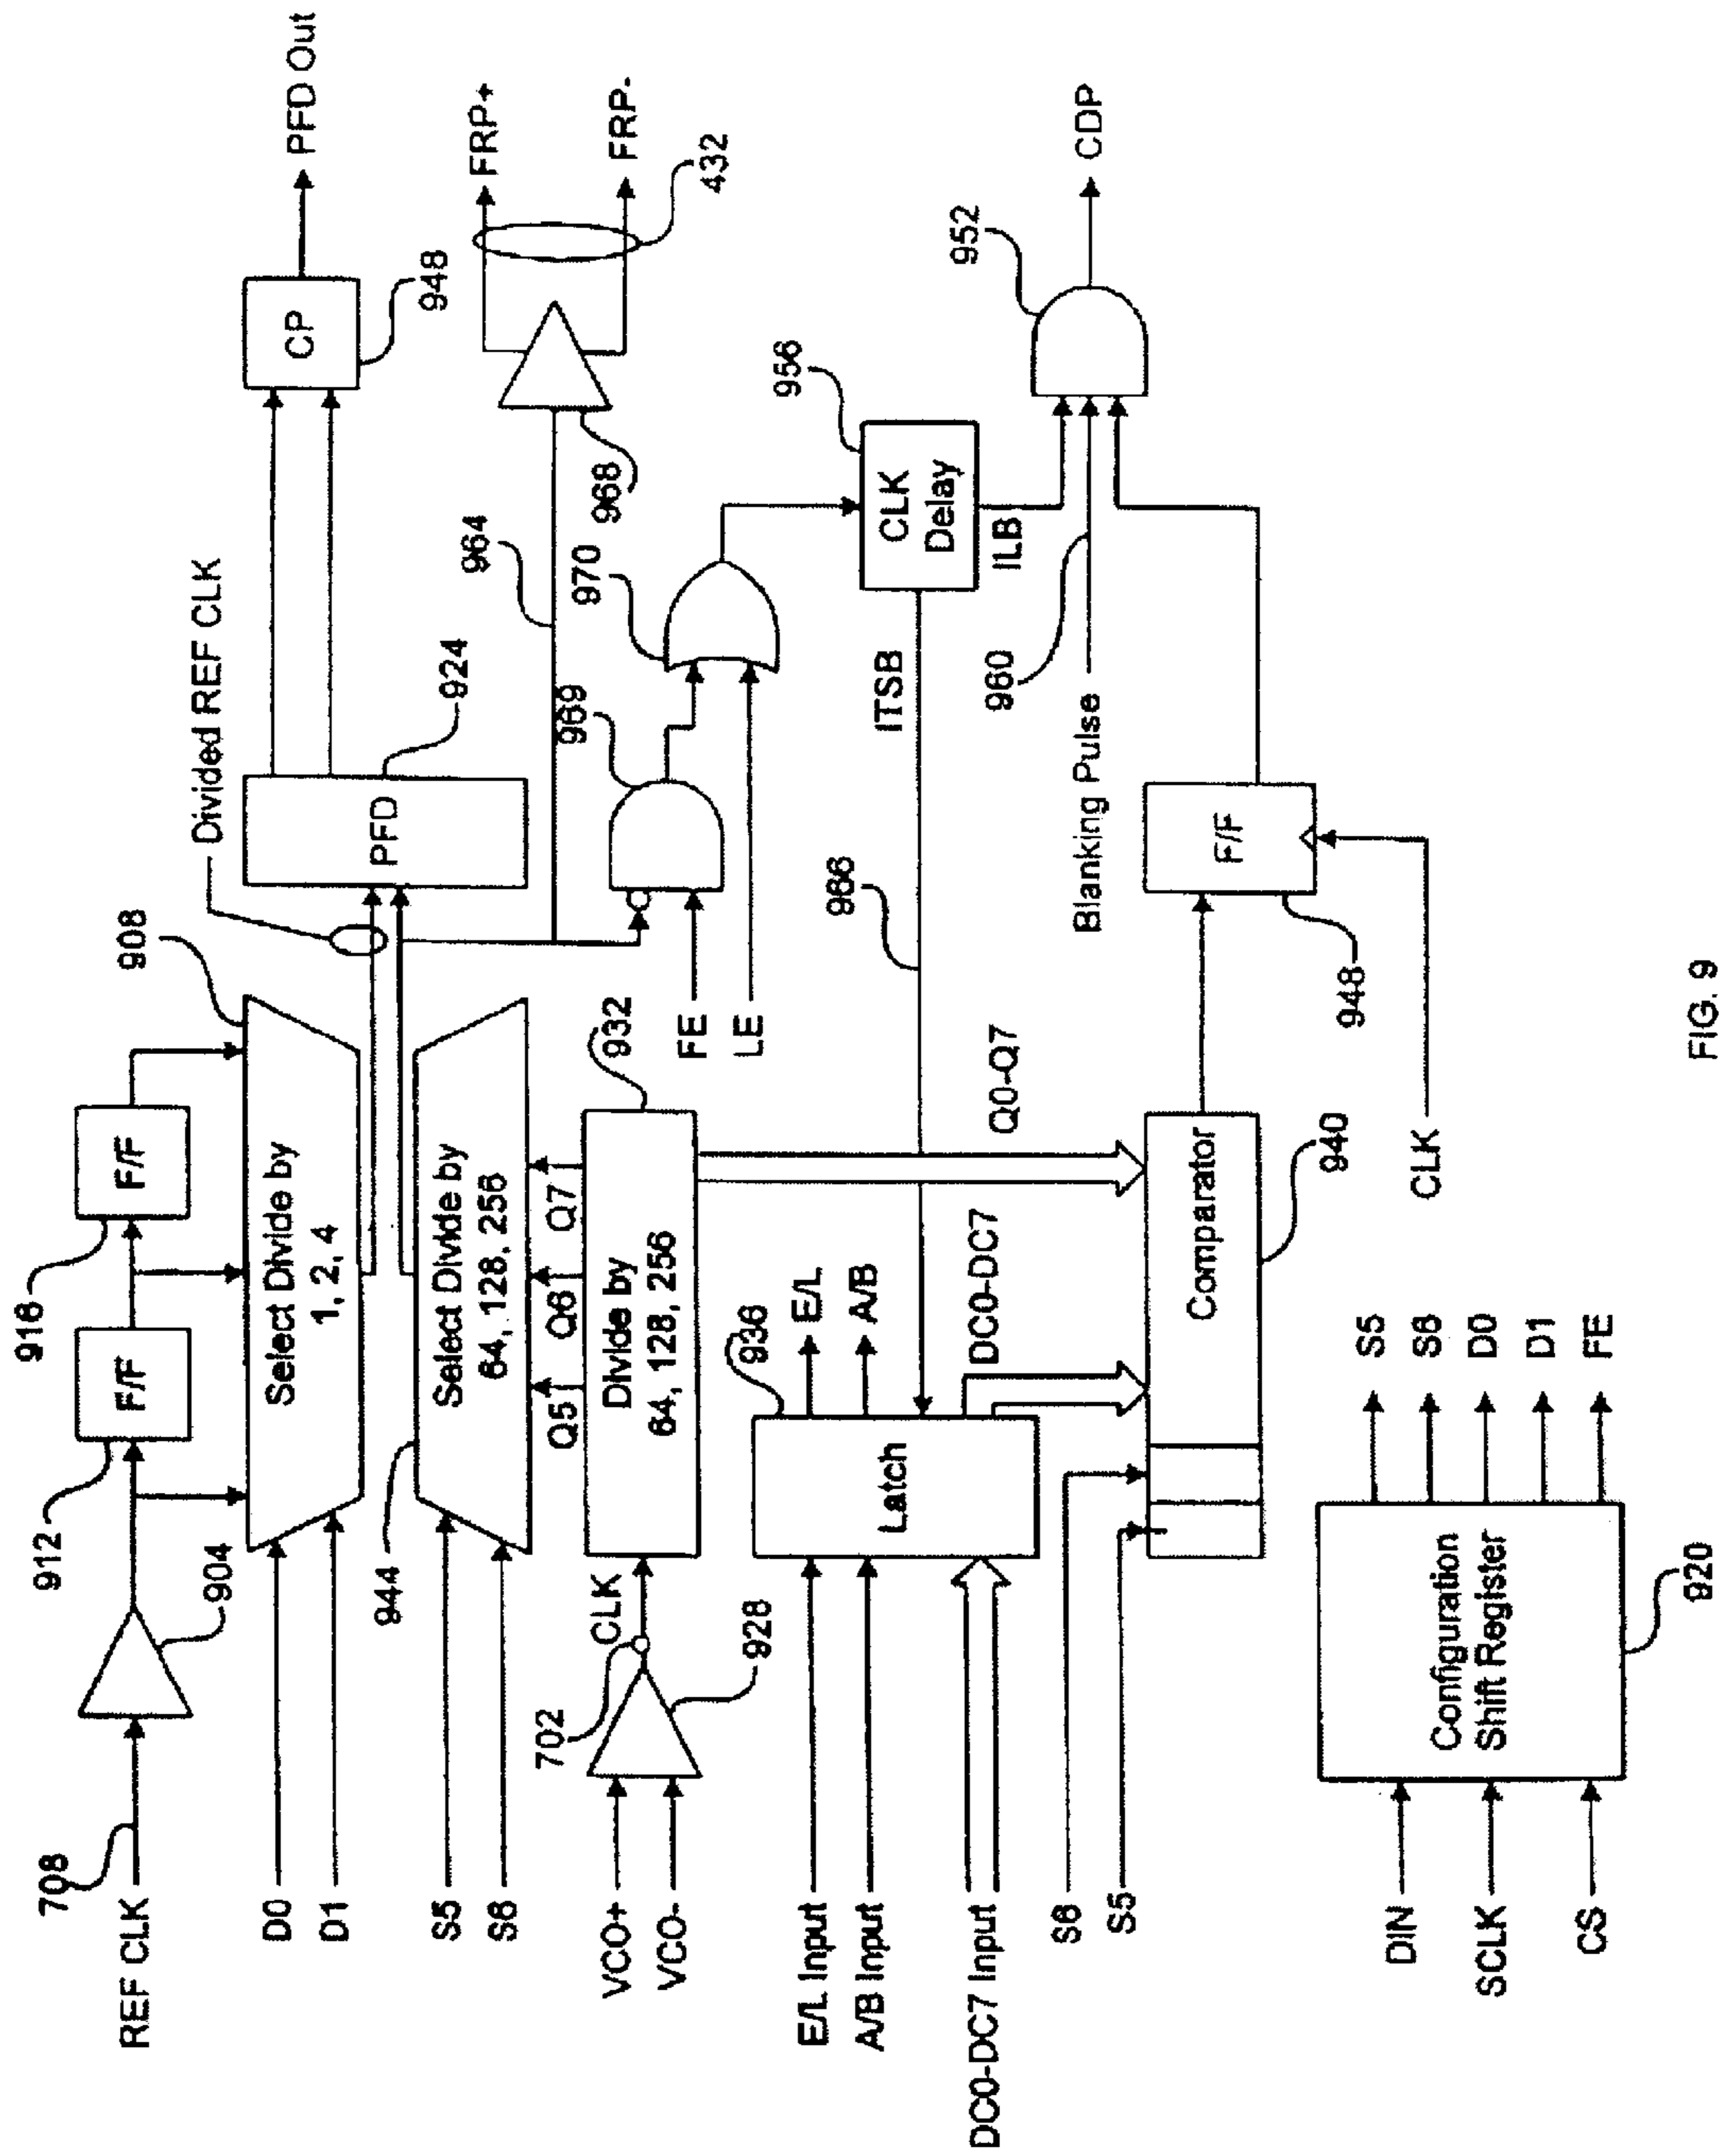 REF CLK
708
904
912
F/F
916
F/F
908
Divided REF CLK
924
PFD
CP
948
PFD Out
D0
D1
Select Divide by
1, 2, 4
S5
S6
944
Select Divide by
64, 128, 256
964
968
FRP+
FRP-
432
Q5
Q6
Q7
VCO+
VCO-
702
CLK
928
Divide by
64, 128, 256
932
FE
LE
969
970
CLK
Delay
956
E/L Input
A/B Input
DC0-DC7 Input
Latch
936
E/L
A/B
DC0-DC7
966
ITSB
ILB
952
CDP
Q0-Q7
960
Blanking Pulse
S6
S5
Comparator
940
F/F
948
CLK
DIN
SCLK
CS
Configuration
Shift Register
920
S5
S6
D0
D1
FE
FIG. 9